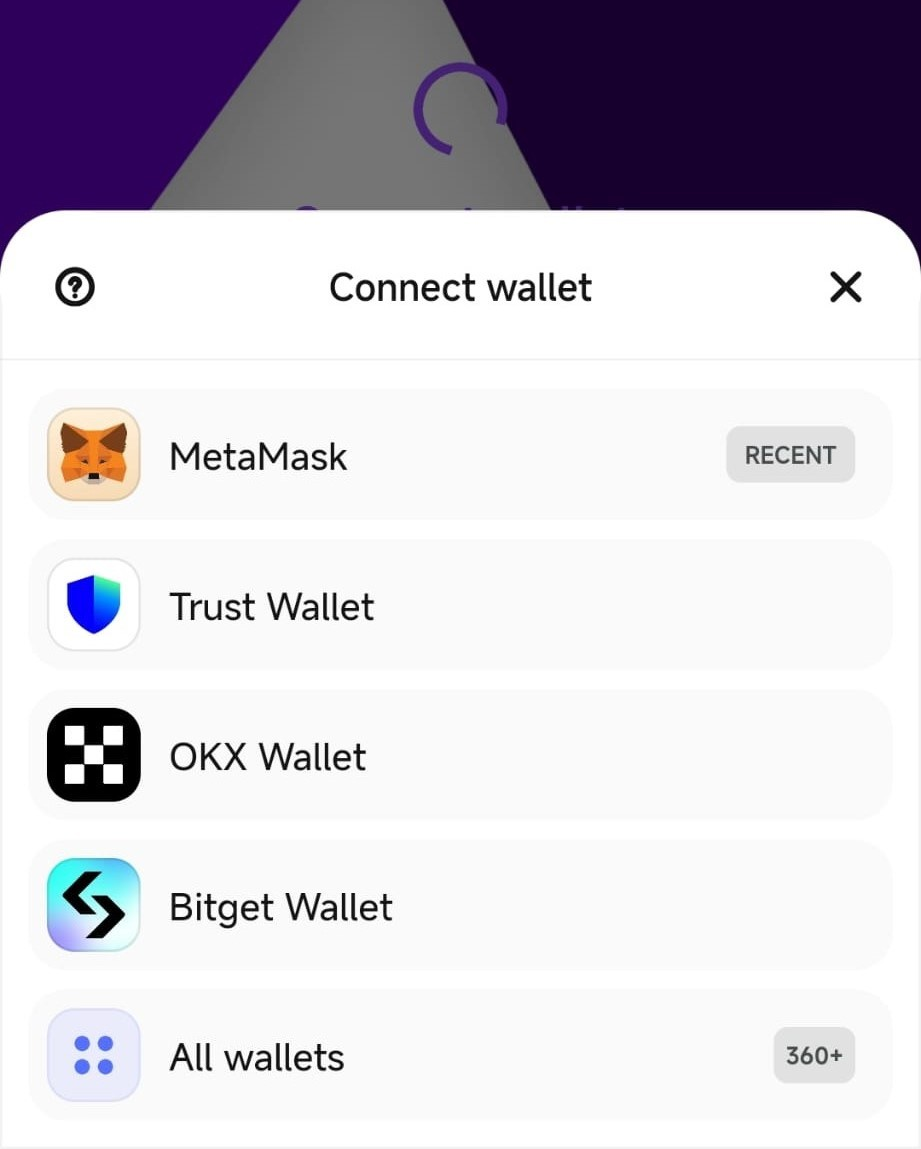 Connect wallet
MetaMask
RECENT
Trust Wallet
OKX Wallet
Bitget Wallet
All wallets
360+